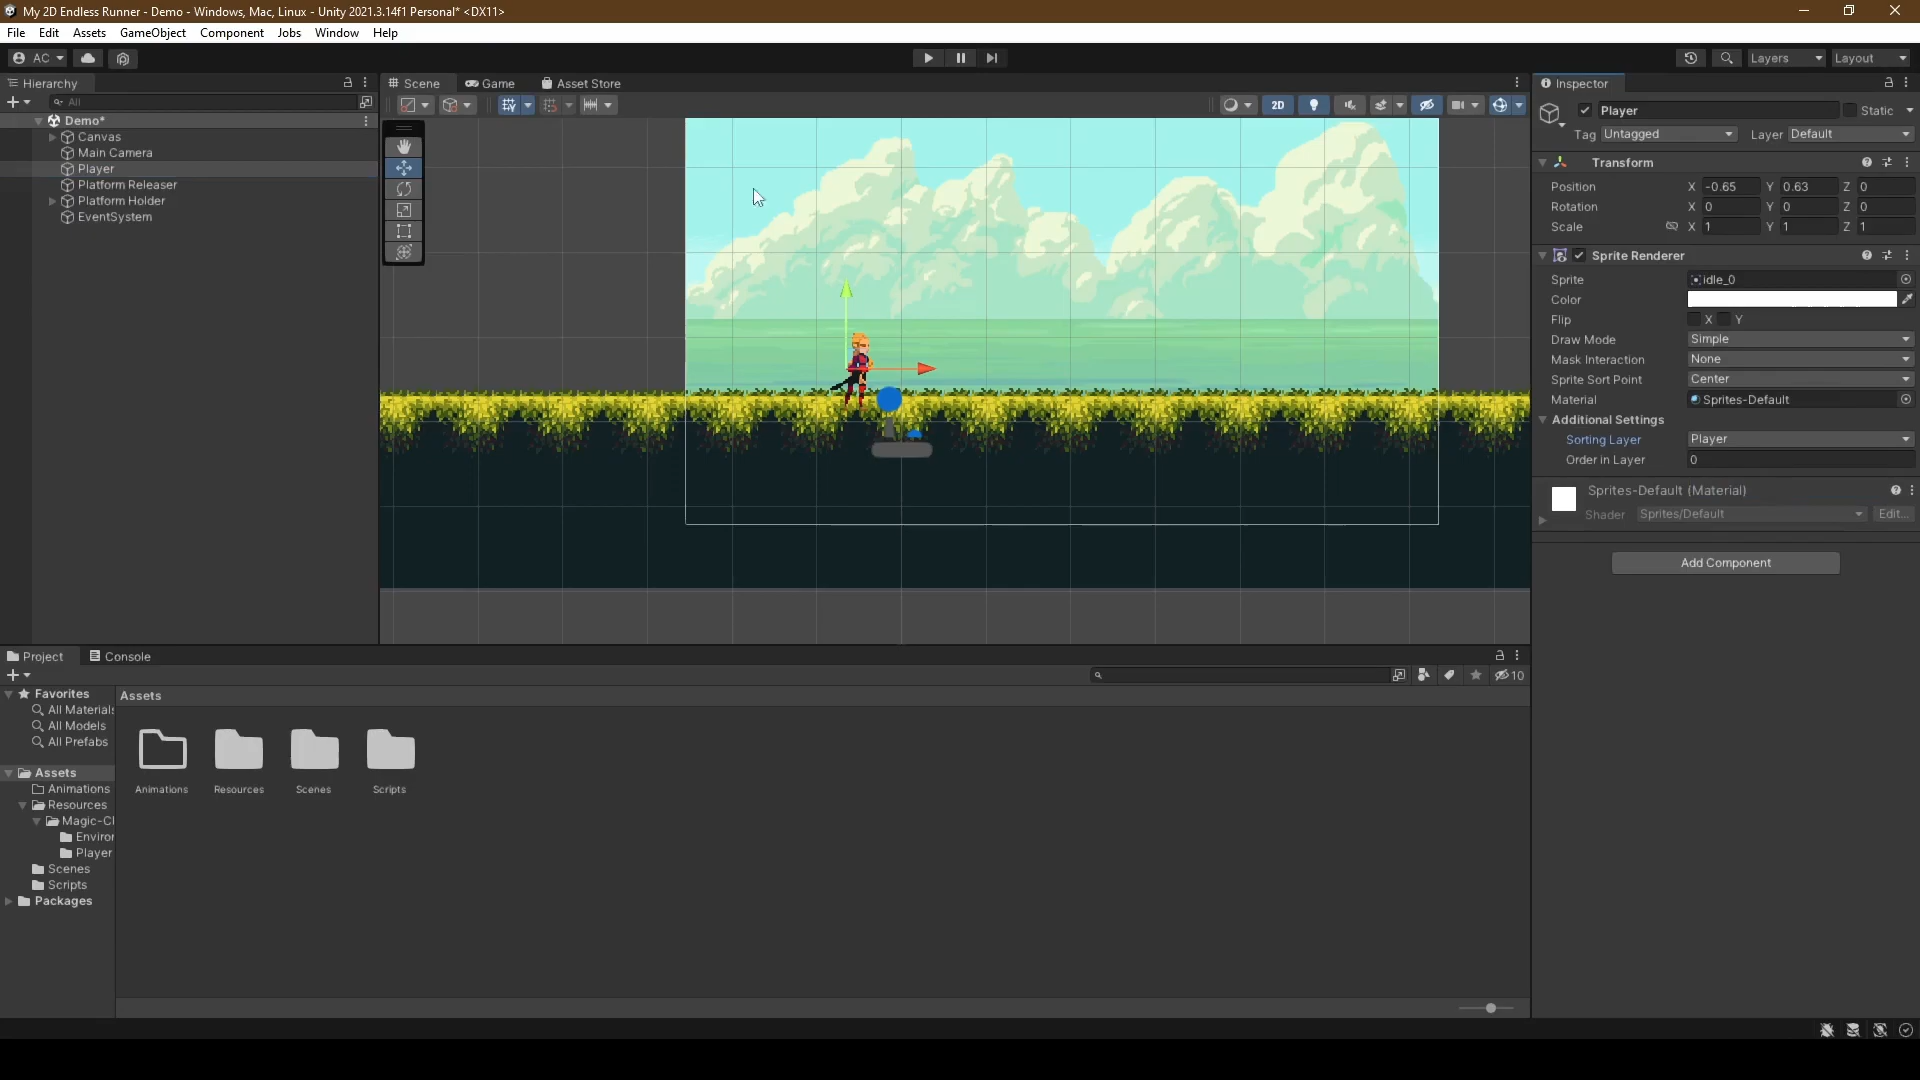 My 2D Endless Runner - Demo - Windows, Mac, Linux - Unity 2021.3.14f1 Personal* <DX11>
File Edit Assets GameObject Component Jobs Window Help
AC Layers Layout
Hierarchy
All
Demo*
Canvas
Main Camera
Player
Platform Releaser
Platform Holder
EventSystem
Scene Game Asset Store
2D
Inspector
Player Static
Tag Untagged Layer Default
Transform
Position X -0.65 Y 0.63 Z 0
Rotation X 0 Y 0 Z 0
Scale X 1 Y 1 Z 1
Sprite Renderer
Sprite idle_0
Color
Flip X Y
Draw Mode Simple
Mask Interaction None
Sprite Sort Point Center
Material Sprites-Default
Additional Settings
Sorting Layer Player
Order in Layer 0
Sprites-Default (Material)
Shader Sprites/Default Edit...
Add Component
Project Console
10
Favorites
All Materials
All Models
All Prefabs
Assets
Animations
Resources
Magic-Cl
Enviror
Player
Scenes
Scripts
Packages
Assets
Animations Resources Scenes Scripts